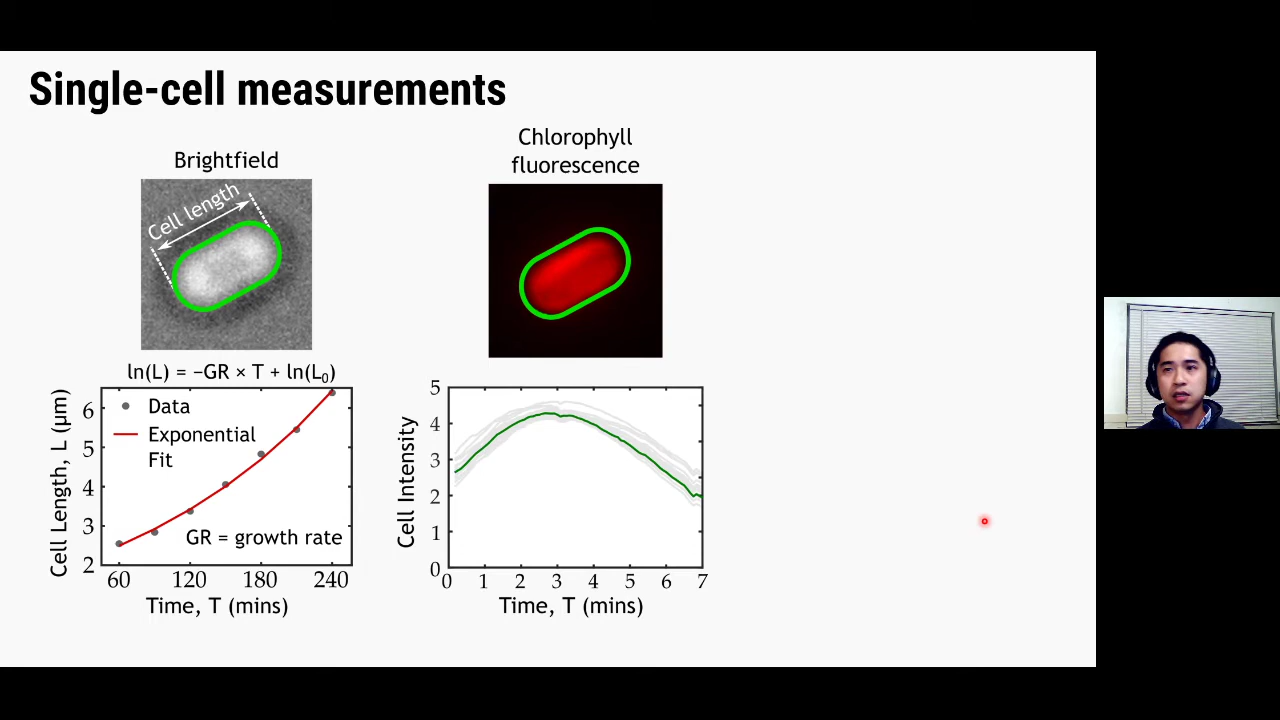 Single-cell measurements
Brightfield
Cell length
ln(L) = −GR × T + ln(L₀)
Cell Length, L (µm)
6
5
4
3
2
Data
Exponential
Fit
GR = growth rate
60
120
180
240
Time, T (mins)
Chlorophyll
fluorescence
Cell Intensity
5
4
3
2
1
0
0
1
2
3
4
5
6
7
Time, T (mins)